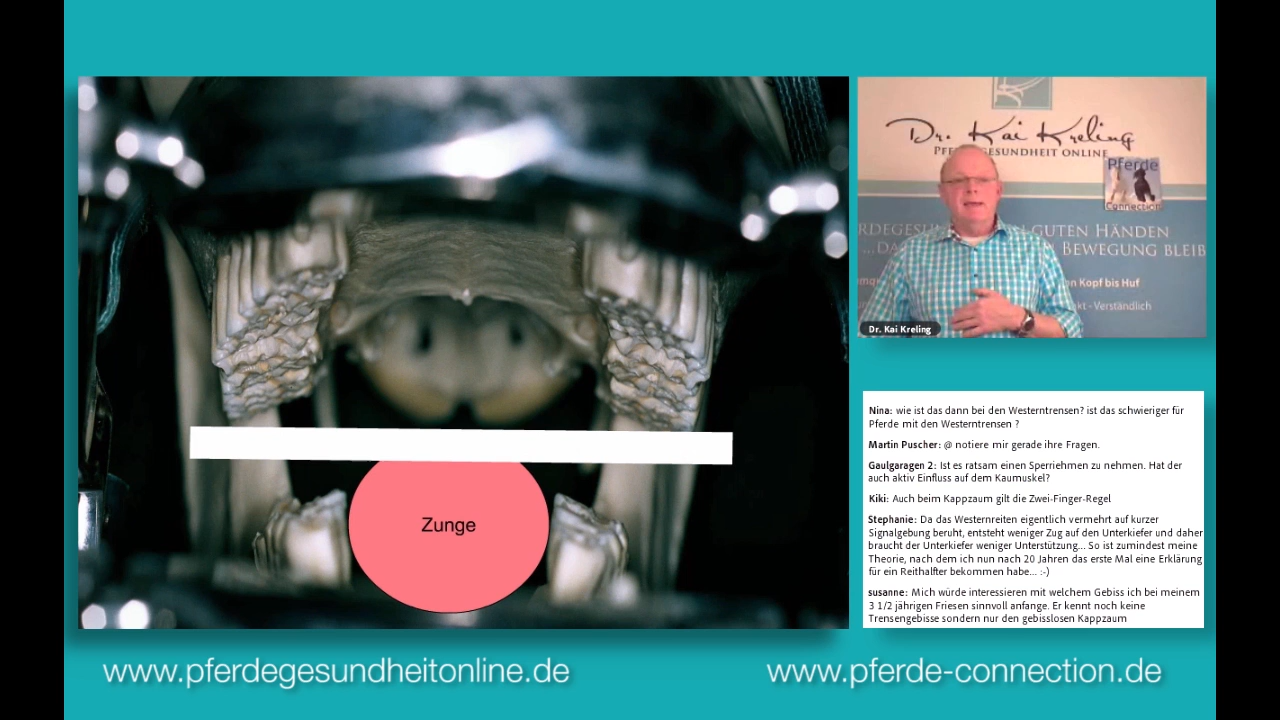 Zunge
Dr. Kai Kreling
PFERDEGESUNDHEIT ONLINE
Pferde
Connection
GUTEN HÄNDEN
BEWEGUNG BLEIB
Kopf bis Huf
Verständlich
Dr. Kai Kreling
Nina: wie ist das dann bei den Westerntrensen? ist das schwieriger für
Pferde mit den Westerntrensen ?
Martin Puscher: @ notiere mir gerade ihre Fragen.
Gaulgaragen 2: Ist es ratsam einen Sperriehmen zu nehmen. Hat der
auch aktiv Einfluss auf dem Kaumuskel?
Kiki: Auch beim Kappzaum gilt die Zwei-Finger-Regel
Stephanie: Da das Westernreiten eigentlich vermehrt auf kurzer
Signalgebung beruht, entsteht weniger Zug auf den Unterkiefer und daher
braucht der Unterkiefer weniger Unterstützung... So ist zumindest meine
Theorie, nach dem ich nun nach 20 Jahren das erste Mal eine Erklärung
für ein Reithalfter bekommen habe... :-)
susanne: Mich würde interessieren mit welchem Gebiss ich bei meinem
3 1/2 jährigen Friesen sinnvoll anfange. Er kennt noch keine
Trensengebisse sondern nur den gebisslosen Kappzaum
www.pferdegesundheitonline.de
www.pferde-connection.de